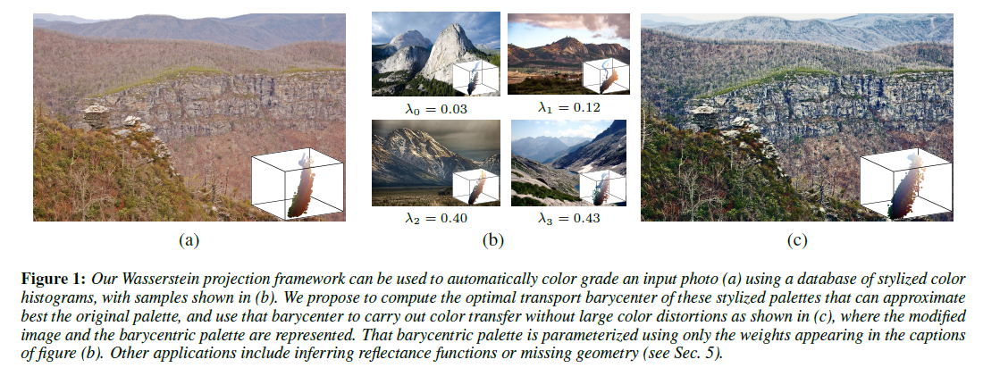 λ0 = 0.03
λ1 = 0.12
λ2 = 0.40
λ3 = 0.43
(a)
(b)
(c)
Figure 1: Our Wasserstein projection framework can be used to automatically color grade an input photo (a) using a database of stylized color
histograms, with samples shown in (b). We propose to compute the optimal transport barycenter of these stylized palettes that can approximate
best the original palette, and use that barycenter to carry out color transfer without large color distortions as shown in (c), where the modified
image and the barycentric palette are represented. That barycentric palette is parameterized using only the weights appearing in the captions
of figure (b). Other applications include inferring reflectance functions or missing geometry (see Sec. 5).